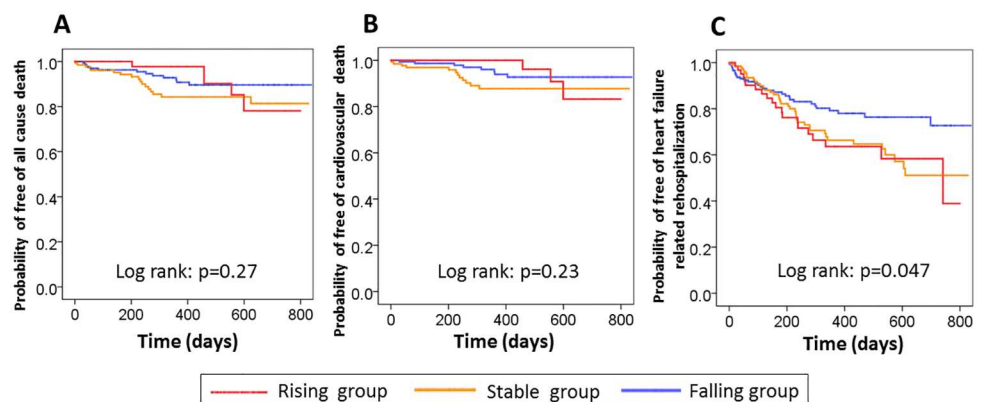 A
B
C
Probability of free of all cause death
1.0
0.8
0.6
0.4
0.2
0.0
Log rank: p=0.27
0 200 400 600 800
Time (days)
Probability of free of cardiovascular death
1.0
0.8
0.6
0.4
0.2
0.0
Log rank: p=0.23
0 200 400 600 800
Time (days)
Probability of free of heart failure
related rehospitalization
1.0
0.8
0.6
0.4
0.2
0.0
Log rank: p=0.047
0 200 400 600 800
Time (days)
Rising group Stable group Falling group